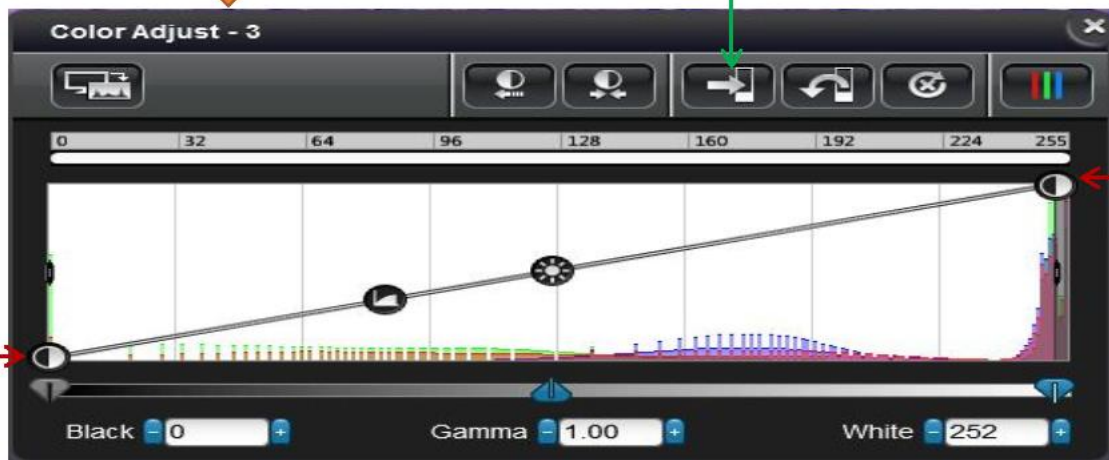 Color Adjust - 3
0 32 64 96 128 160 192 224 255
Black - 0 + Gamma - 1.00 + White - 252 +